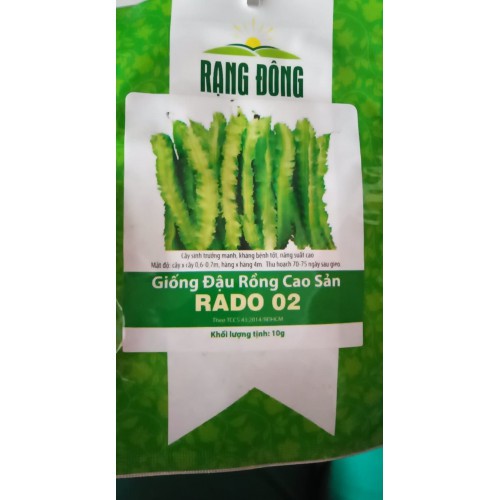 RẠNG ĐÔNG
Cây sinh trưởng mạnh, kháng bệnh tốt, năng suất cao
Mật độ: cây x cây 0,6-0,7m, hàng x hàng 4m Thu hoạch 70-75 ngày sau gieo
Giống Đậu Rồng Cao Sản
RADO 02
Theo TCCS
Khối lượng tịnh: 10g